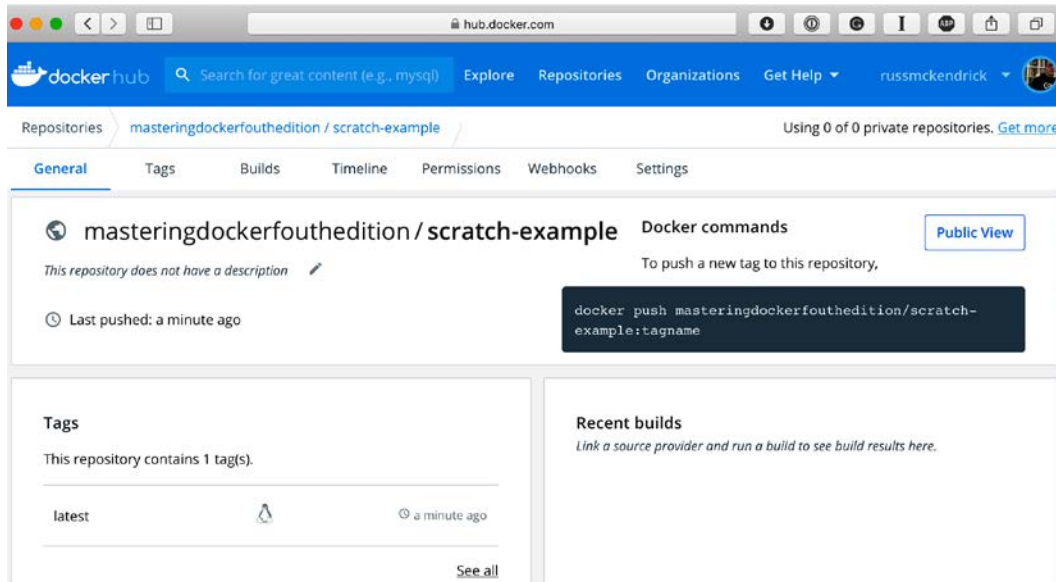 hub.docker.com
docker hub Search for great content (e.g., mysql) Explore Repositories Organizations Get Help russmckendrick
Repositories masteringdockerfouthedition / scratch-example Using 0 of 0 private repositories. Get more
General Tags Builds Timeline Permissions Webhooks Settings
masteringdockerfouthedition / scratch-example
This repository does not have a description
Last pushed: a minute ago
Docker commands
Public View
To push a new tag to this repository,
docker push masteringdockerfouthedition/scratch-
example:tagname
Tags
This repository contains 1 tag(s).
latest a minute ago
See all
Recent builds
Link a source provider and run a build to see build results here.